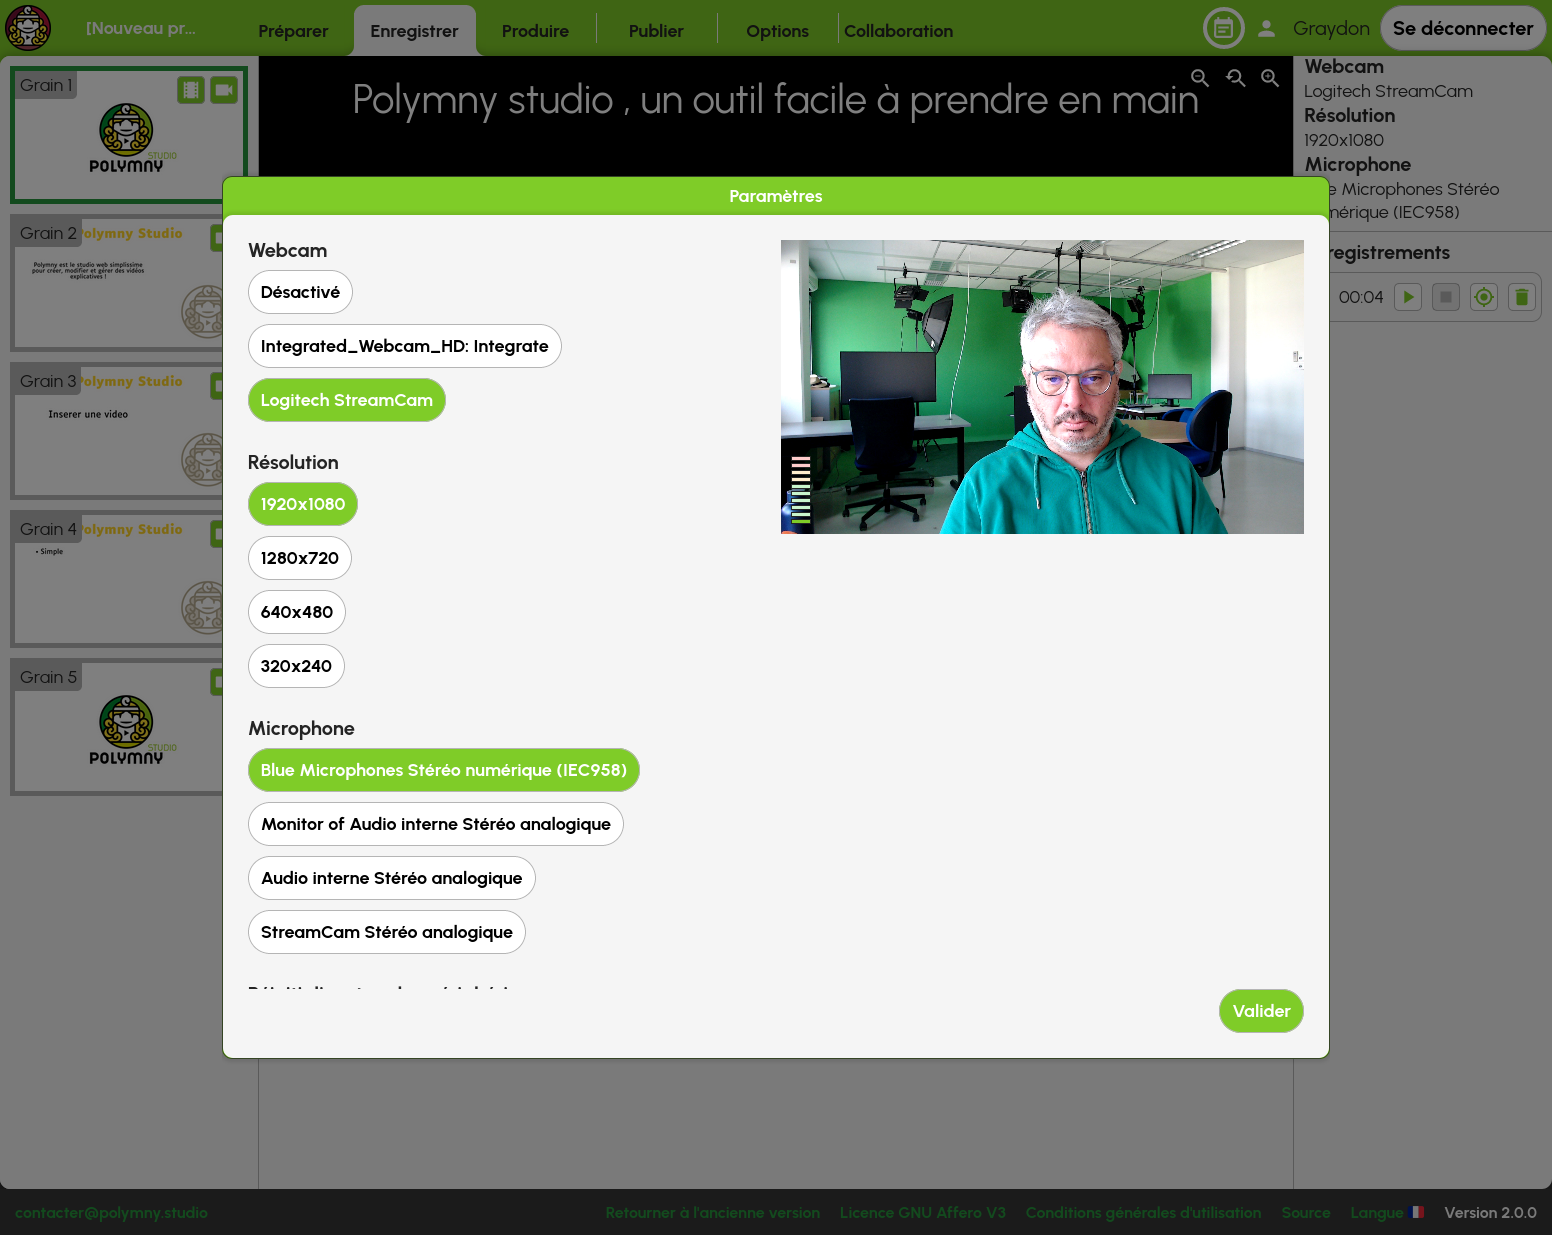 [Nouveau pr...
Préparer
Enregistrer
Produire
Publier
Options
Collaboration
Graydon
Se déconnecter
Grain 1
POLYMNY
STUDIO
Grain 2
Polymny Studio
Polymny est le studio web simplissime
pour créer, modifier et gérer des vidéos
explicatives !
Grain 3
Polymny Studio
Inserer une video
Grain 4
Polymny Studio
• Simple
Grain 5
POLYMNY
STUDIO
Polymny studio , un outil facile à prendre en main
Webcam
Logitech StreamCam
Résolution
1920x1080
Microphone
e Microphones Stéréo
mérique (IEC958)
registrements
00:04
Paramètres
Webcam
Désactivé
Integrated_Webcam_HD: Integrate
Logitech StreamCam
Résolution
1920x1080
1280x720
640x480
320x240
Microphone
Blue Microphones Stéréo numérique (IEC958)
Monitor of Audio interne Stéréo analogique
Audio interne Stéréo analogique
StreamCam Stéréo analogique
Valider
contacter@polymny.studio
Retourner à l'ancienne version
Licence GNU Affero V3
Conditions générales d'utilisation
Source
Langue
Version 2.0.0